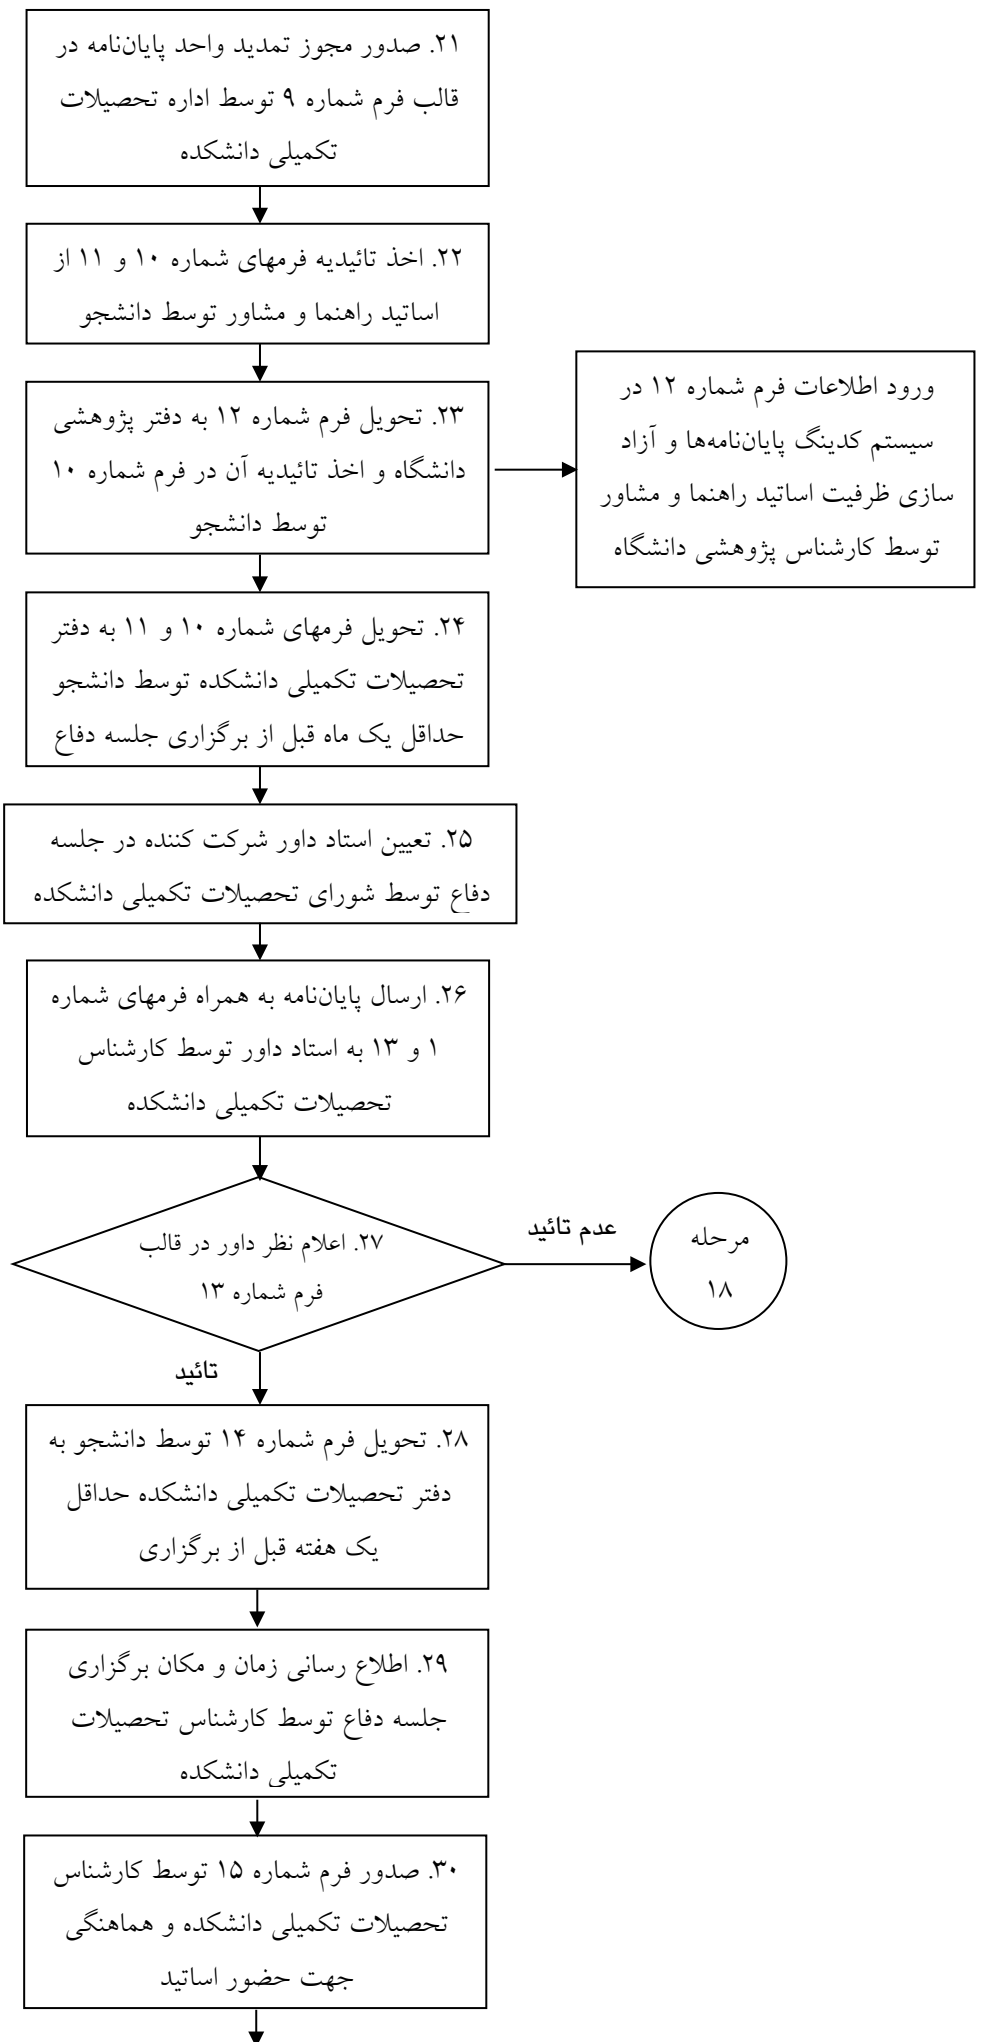 ۲۱. صدور مجوز تمدید واحد پایان‌نامه در
قالب فرم شماره ۹ توسط اداره تحصیلات
تکمیلی دانشکده
۲۲. اخذ تائیدیه فرمهای شماره ۱۰ و ۱۱ از
اساتید راهنما و مشاور توسط دانشجو
۲۳. تحویل فرم شماره ۱۲ به دفتر پژوهشی
دانشگاه و اخذ تائیدیه آن در فرم شماره ۱۰
توسط دانشجو
ورود اطلاعات فرم شماره ۱۲ در
سیستم کدینگ پایان‌نامه‌ها و آزاد
سازی ظرفیت اساتید راهنما و مشاور
توسط کارشناس پژوهشی دانشگاه
۲۴. تحویل فرمهای شماره ۱۰ و ۱۱ به دفتر
تحصیلات تکمیلی دانشکده توسط دانشجو
حداقل یک ماه قبل از برگزاری جلسه دفاع
۲۵. تعیین استاد داور شرکت کننده در جلسه
دفاع توسط شورای تحصیلات تکمیلی دانشکده
۲۶. ارسال پایان‌نامه به همراه فرمهای شماره
۱ و ۱۳ به استاد داور توسط کارشناس
تحصیلات تکمیلی دانشکده
۲۷. اعلام نظر داور در قالب
فرم شماره ۱۳
عدم تائید
مرحله
۱۸
تائید
۲۸. تحویل فرم شماره ۱۴ توسط دانشجو به
دفتر تحصیلات تکمیلی دانشکده حداقل
یک هفته قبل از برگزاری
۲۹. اطلاع رسانی زمان و مکان برگزاری
جلسه دفاع توسط کارشناس تحصیلات
تکمیلی دانشکده
۳۰. صدور فرم شماره ۱۵ توسط کارشناس
تحصیلات تکمیلی دانشکده و هماهنگی
جهت حضور اساتید